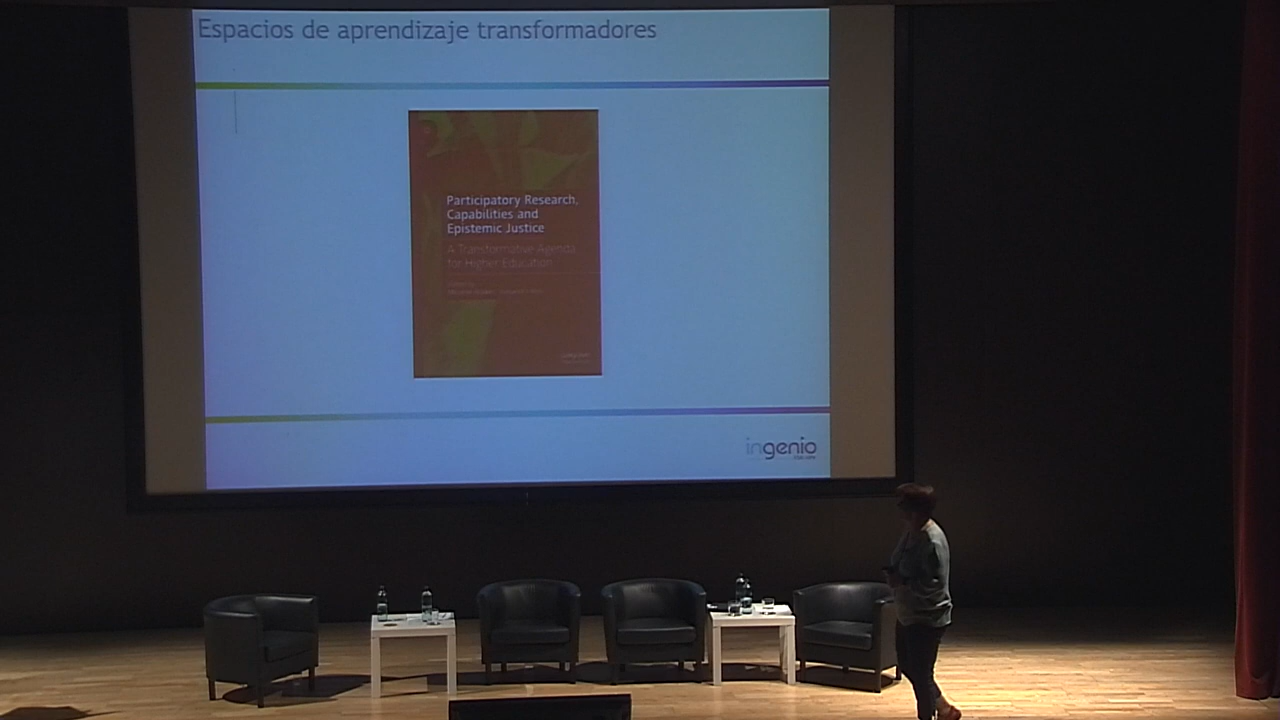 Espacios de aprendizaje transformadores
Participatory Research,
Capabilities and
Epistemic Justice
A Transformative Agenda
for Higher Education
ingenio